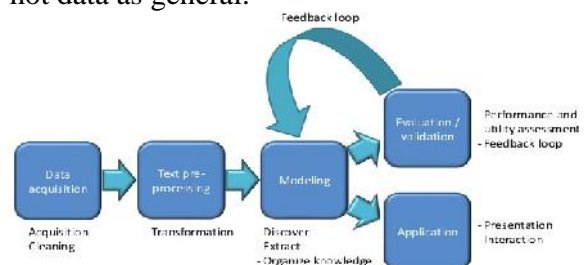 not data as general.
Feedback loop
Evaluation /
validation
Performance and
utility assessment
- Feedback loop
Data
acquisition
Text pre-
processing
Modeling
Acquisition
Cleaning
Transformation
Discover
Extract
- Organize knowledge
Application
- Presentation
Interaction